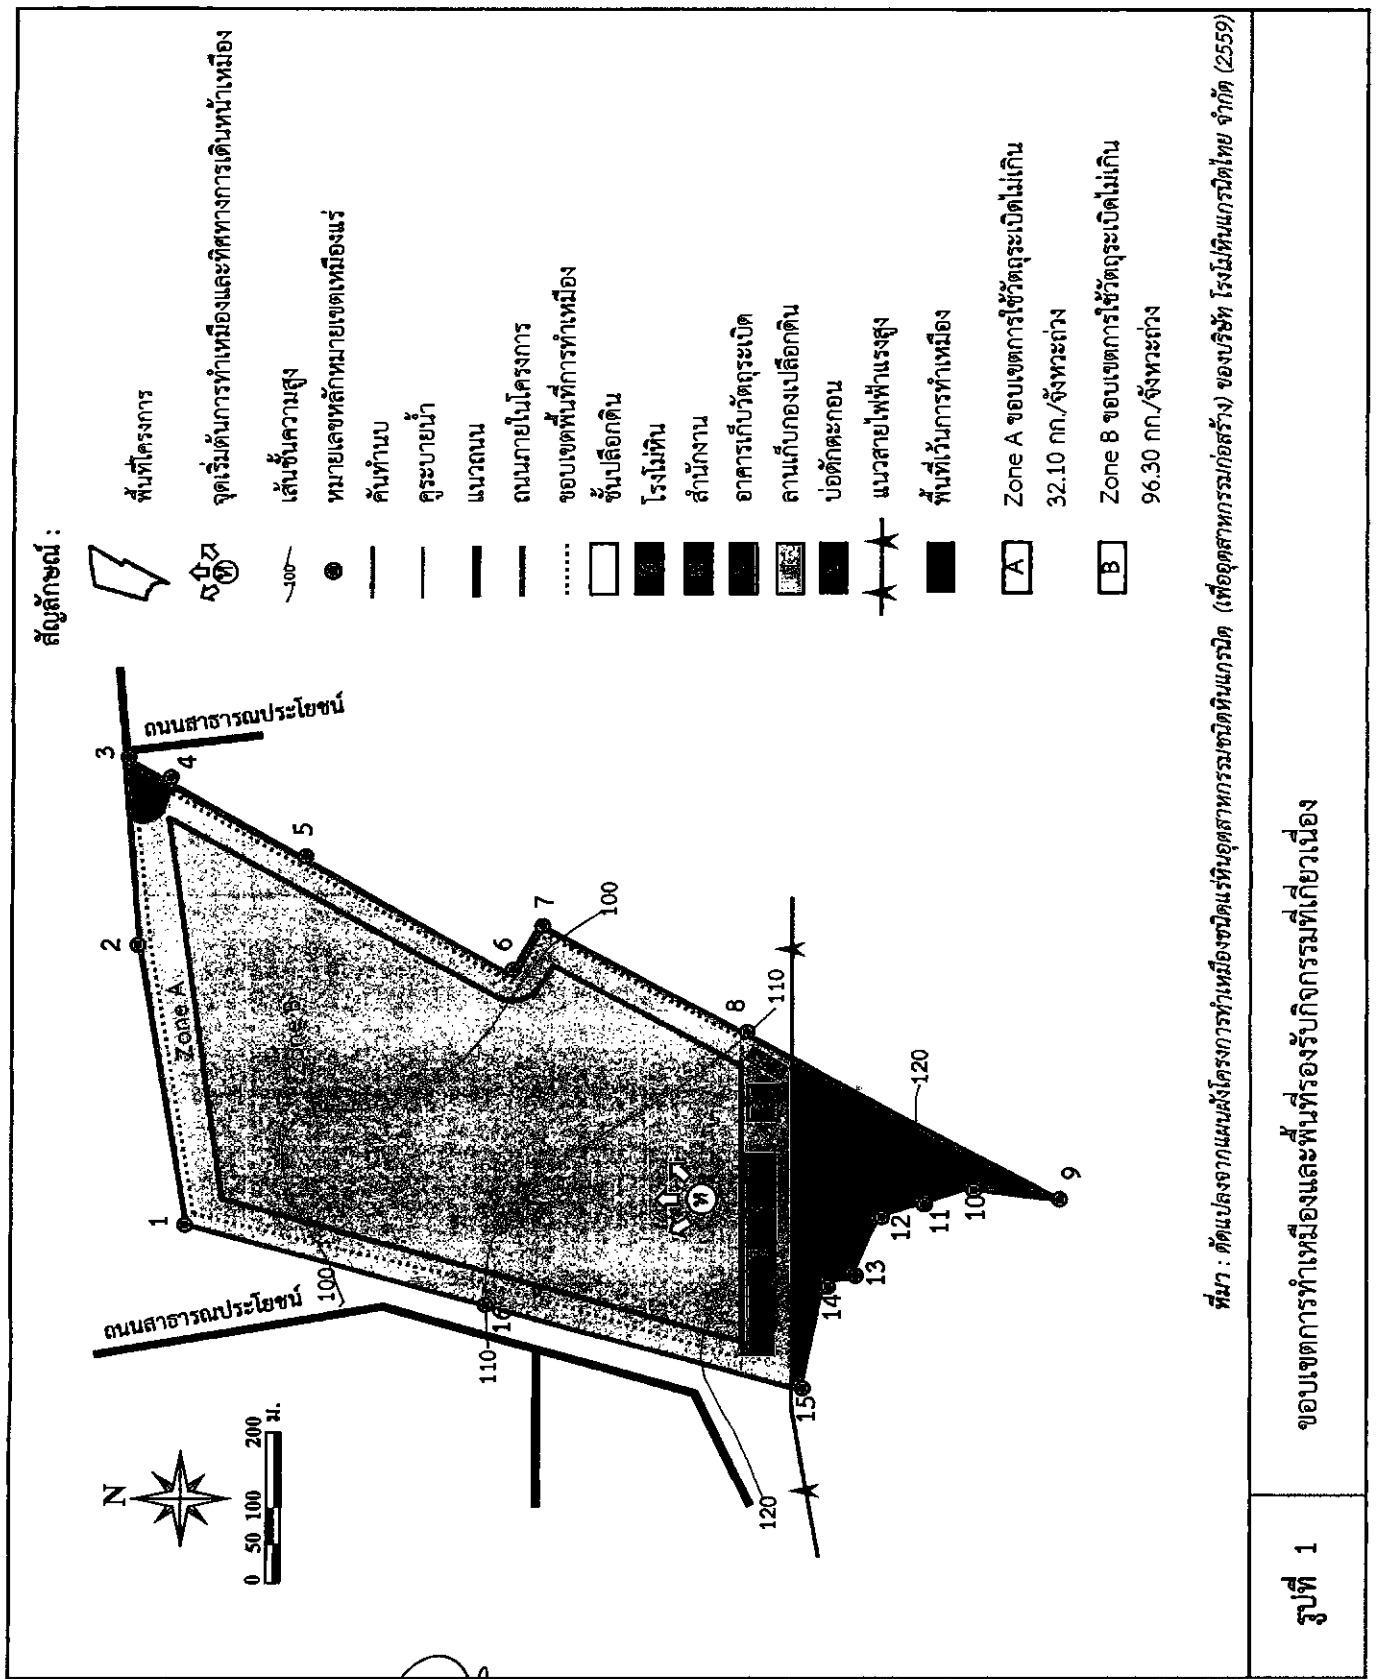 N
0 50 100 200
ม.
ถนนสาธารณประโยชน์
ถนนสาธารณประโยชน์
1
2
3
4
5
6
7
8
9
10
11
12
13
14
15
16
100
100
110
110
120
120
Zone A
ท
สัญลักษณ์ :
พื้นที่โครงการ
ท
จุดเริ่มต้นการทำเหมืองและทิศทางการเดินหน้าเหมือง
100
เส้นชั้นความสูง
หมายเลขหลักหมายเขตเหมืองแร่
คันทำนบ
คูระบายน้ำ
แนวถนน
ถนนภายในโครงการ
ขอบเขตพื้นที่การทำเหมือง
ชั้นเปลือกดิน
โรงโม่หิน
สำนักงาน
อาคารเก็บวัตถุระเบิด
ลานเก็บกองเปลือกดิน
บ่อดักตะกอน
แนวสายไฟฟ้าแรงสูง
พื้นที่เว้นการทำเหมือง
A Zone A ขอบเขตการใช้วัตถุระเบิดไม่เกิน
32.10 กก./จังหวะถ่วง
B Zone B ขอบเขตการใช้วัตถุระเบิดไม่เกิน
96.30 กก./จังหวะถ่วง
ที่มา : ดัดแปลงจากแผนผังโครงการทำเหมืองชนิดแร่หินอุตสาหกรรมชนิดหินแกรนิต (เพื่ออุตสาหกรรมก่อสร้าง) ของบริษัท โรงโม่หินแกรนิตไทย จำกัด (2559)
รูปที่ 1
ขอบเขตการทำเหมืองและพื้นที่รองรับกิจกรรมที่เกี่ยวเนื่อง